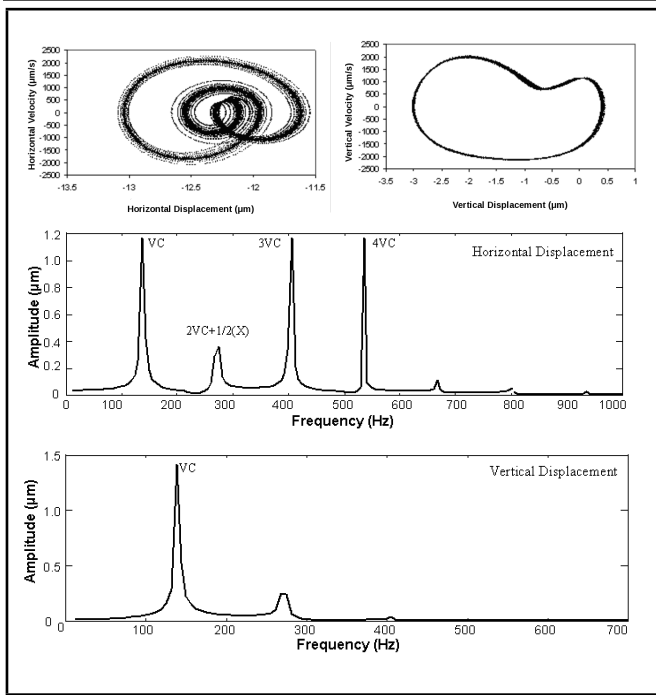 Horizontal Velocity (µm/s)
2500
2000
1500
1000
500
0
-500
-1000
-1500
-2000
-2500
-13.5 -13 -12.5 -12 -11.5
Horizontal Displacement (µm)
Vertical Velocity (µm/s)
2500
2000
1500
1000
500
0
-500
-1000
-1500
-2000
-2500
-3.5 -3 -2.5 -2 -1.5 -1 -0.5 0 0.5 1
Vertical Displacement (µm)
Amplitude (µm)
1.2
1.0
0.8
0.6
0.4
0.2
0
VC
2VC+1/2(X)
3VC
4VC
Horizontal Displacement
0 100 200 300 400 500 600 700 800 900 1000
Frequency (Hz)
Amplitude (µm)
1.5
1.0
0.5
0
VC
Vertical Displacement
0 100 200 300 400 500 600 700
Frequency (Hz)